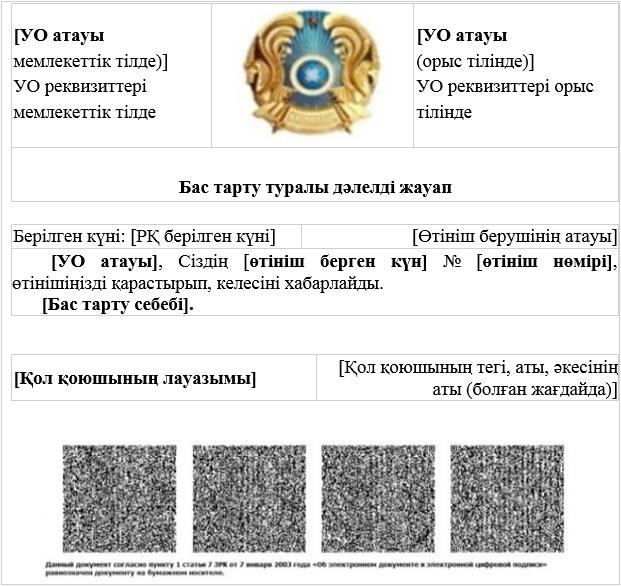 [УО атауы
мемлекеттік тілде)]
УО реквизиттері
мемлекеттік тілде
[УО атауы
(орыс тілінде)]
УО реквизиттері орыс
тілінде
Бас тарту туралы дәлелді жауап
Берілген күні: [РҚ берілген күні]
[Өтініш берушінің атауы]
[УО атауы], Сіздің [өтініш берген күн] № [өтініш нөмірі],
өтінішіңізді қарастырып, келесіні хабарлайды.
[Бас тарту себебі].
[Қол қоюшының лауазымы]
[Қол қоюшының тегі, аты, әкесінің
аты (болған жағдайда)]
Данный документ согласно пункту 1 статьи 7 ЗРК от 7 января 2003 года «Об электронном документе и электронной цифровой подписи»
равнозначен документу на бумажном носителе.